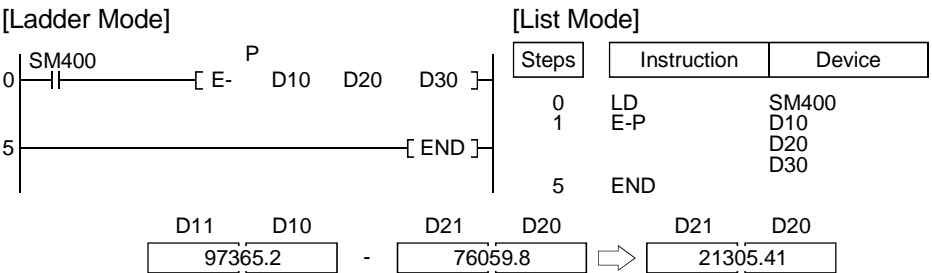 [Ladder Mode]
[List Mode]
SM400
P
0
E- D10 D20 D30
5
END
Steps Instruction Device
0 LD SM400
1 E-P D10
D20
D30
5 END
D11 D10 D21 D20 D21 D20
97365.2 - 76059.8 ⇨ 21305.41